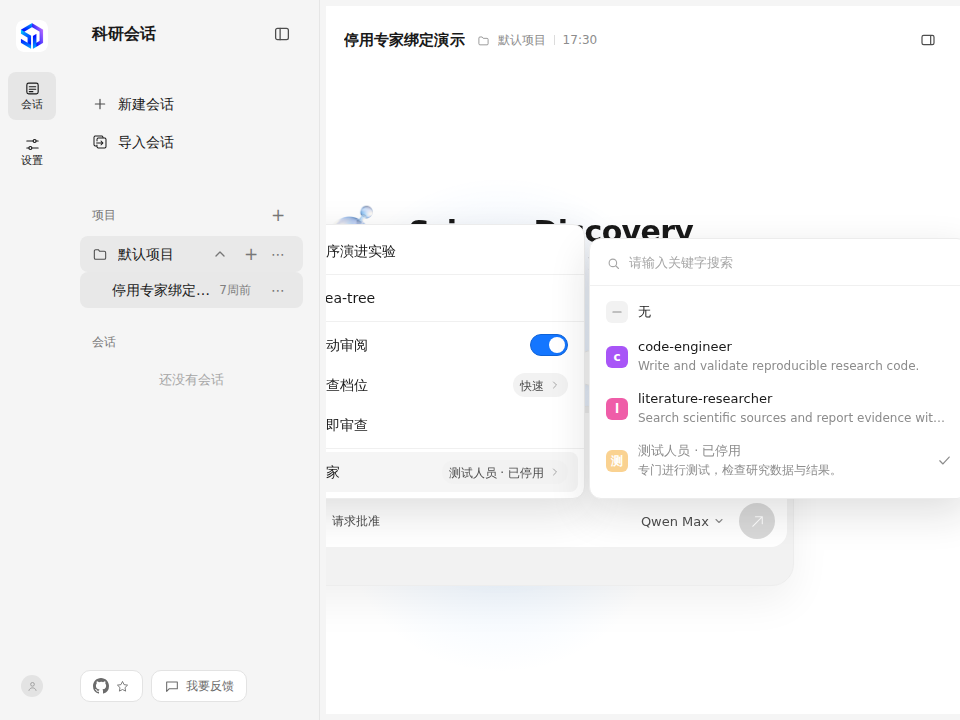 科研会话
会话
设置
新建会话
导入会话
项目
默认项目
停用专家绑定... 7周前
会话
还没有会话
我要反馈
停用专家绑定演示 默认项目 17:30
Science Discovery
序演进实验
ea-tree
动审阅
查档位 快速
即审查
家 测试人员 · 已停用
请求批准 Qwen Max
请输入关键字搜索
无
c code-engineer
Write and validate reproducible research code.
l literature-researcher
Search scientific sources and report evidence wit...
测 测试人员 · 已停用
专门进行测试，检查研究数据与结果。